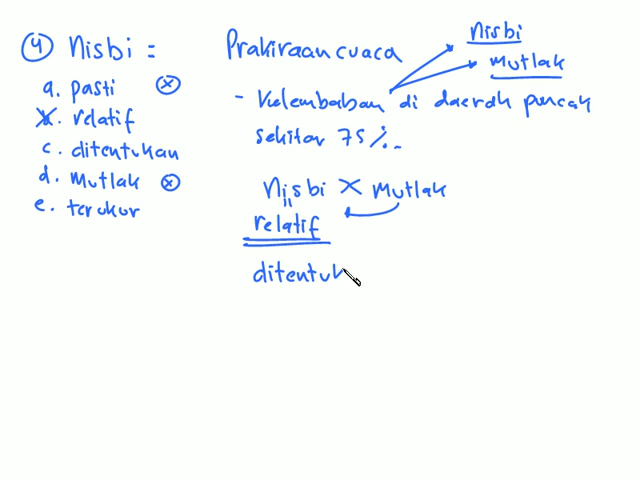 4 Nisbi =
a. pasti
b. relatif
c. ditentukan
d. Mutlak
e. terukur
Prakiraan cuaca
Nisbi
Mutlak
- Kelembaban di daerah puncak
sekitar 75%.
Nisbi × Mutlak
relatif
ditentuk